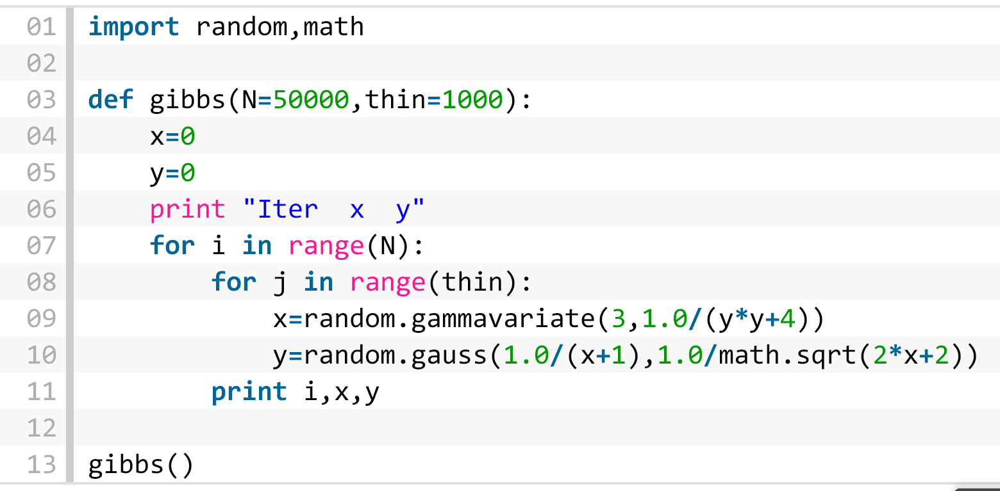 01 import random,math
02
03 def gibbs(N=50000,thin=1000):
04     x=0
05     y=0
06     print "Iter  x  y"
07     for i in range(N):
08         for j in range(thin):
09             x=random.gammavariate(3,1.0/(y*y+4))
10             y=random.gauss(1.0/(x+1),1.0/math.sqrt(2*x+2))
11         print i,x,y
12
13 gibbs()